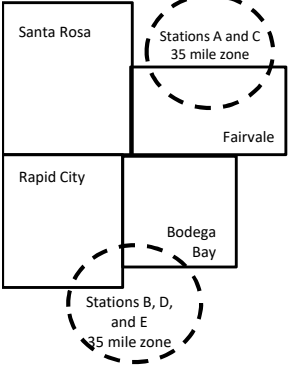 Santa Rosa
Stations A and C
35 mile zone
Fairvale
Rapid City
Bodega
Bay
Stations B, D,
and E
35 mile zone